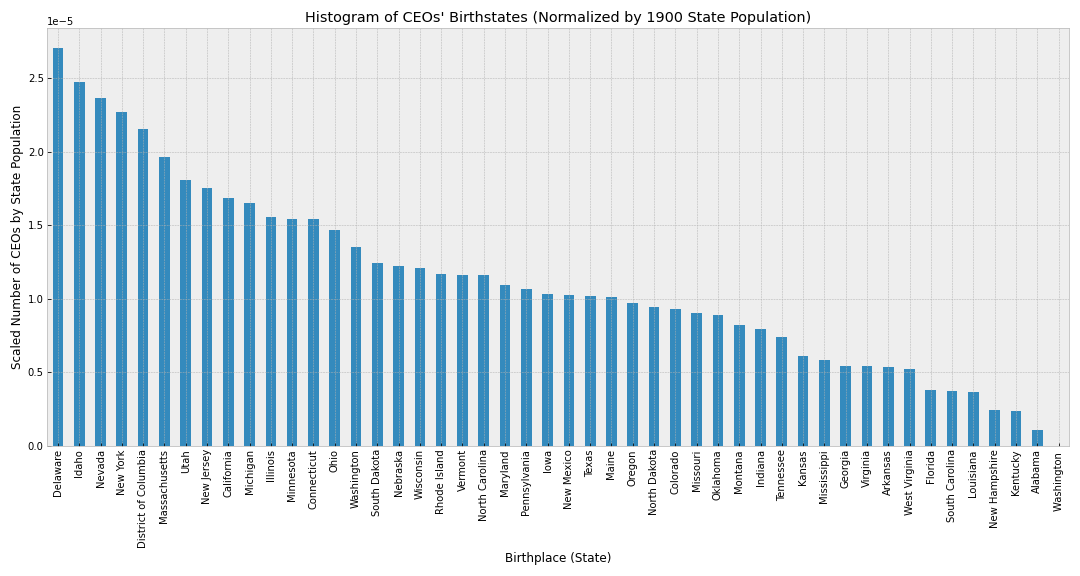 Histogram of CEOs' Birthstates (Normalized by 1900 State Population)
1e−5
Scaled Number of CEOs by State Population
2.5
2.0
1.5
1.0
0.5
0.0
Delaware
Idaho
Nevada
New York
District of Columbia
Massachusetts
Utah
New Jersey
California
Michigan
Illinois
Minnesota
Connecticut
Ohio
Washington
South Dakota
Nebraska
Wisconsin
Rhode Island
Vermont
North Carolina
Maryland
Pennsylvania
Iowa
New Mexico
Texas
Maine
Oregon
North Dakota
Colorado
Missouri
Oklahoma
Montana
Indiana
Tennessee
Kansas
Mississippi
Georgia
Virginia
Arkansas
West Virginia
Florida
South Carolina
Louisiana
New Hampshire
Kentucky
Alabama
Washington
Birthplace (State)